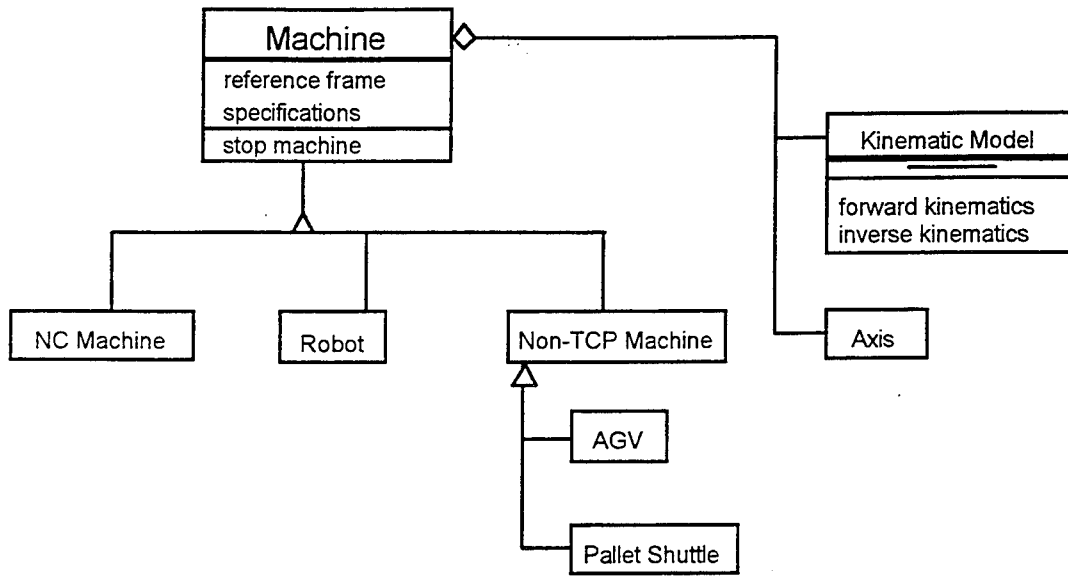 Machine
reference frame
specifications
stop machine
Kinematic Model
forward kinematics
inverse kinematics
NC Machine
Robot
Non-TCP Machine
Axis
AGV
Pallet Shuttle